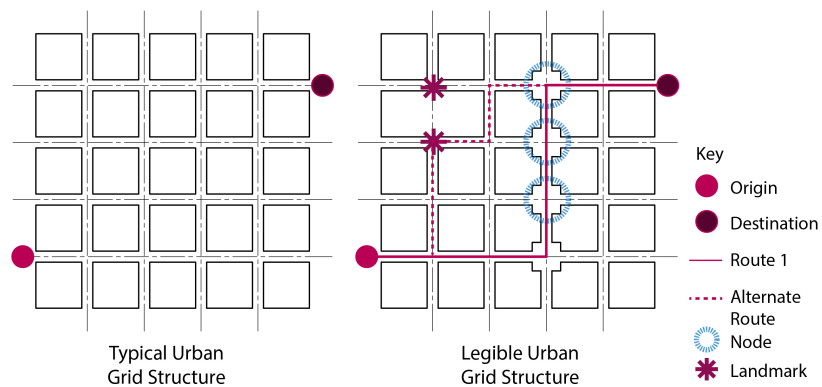 Typical Urban
Grid Structure
Legible Urban
Grid Structure
Key
Origin
Destination
Route 1
Alternate
Route
Node
Landmark